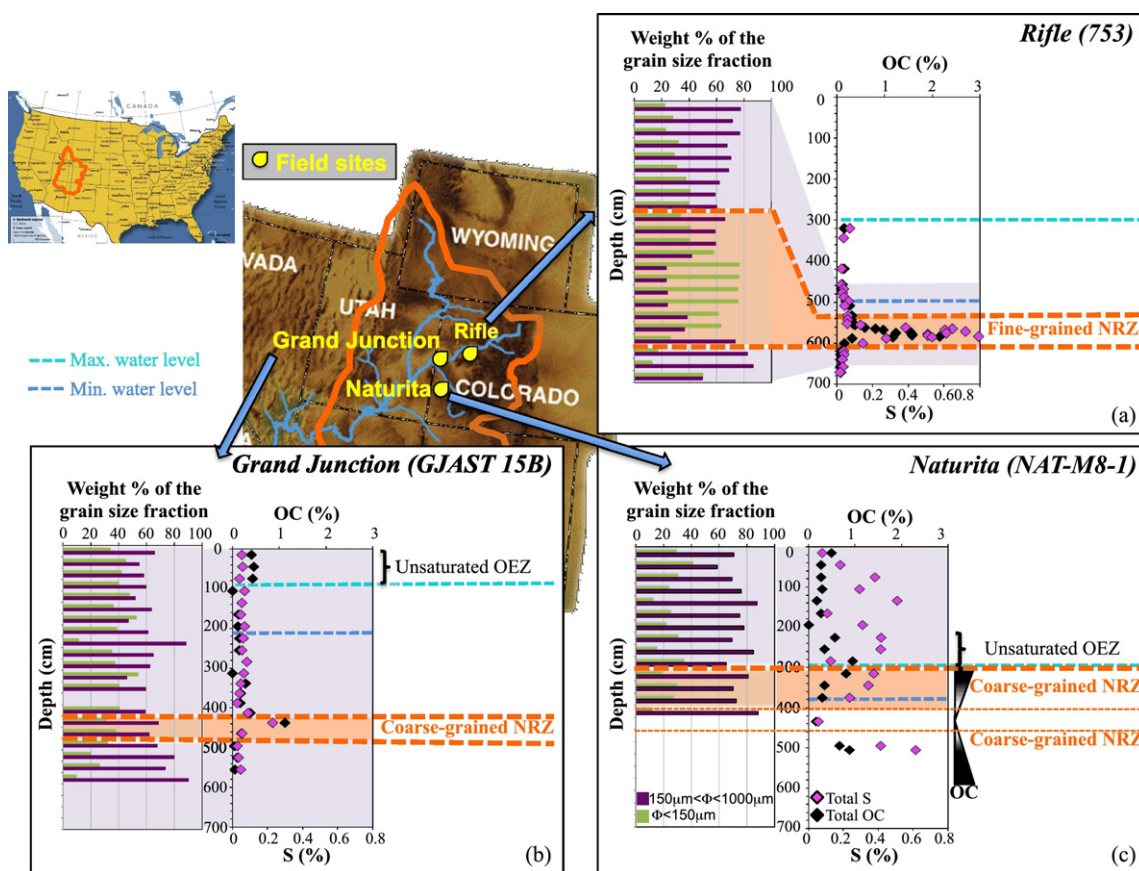 Rifle (753)
Weight % of the
grain size fraction
OC (%)
0 20 40 60 80 100
0 1 2 3
0
100
200
300
400
500
600
700
Depth (cm)
Fine-grained NRZ
0 0.2 0.4 0.60.8
S (%)
(a)
CANADA
MEXICO
Field sites
WYOMING
VADA
UTAH
Grand Junction
Rifle
Naturita
COLORADO
Max. water level
Min. water level
Grand Junction (GJAST 15B)
Weight % of the
grain size fraction
OC (%)
0 20 40 60 80 100
0 1 2 3
0
100
200
300
400
500
600
700
Depth (cm)
Unsaturated OEZ
Coarse-grained NRZ
0 0.2 0.4 0.6 0.8
S (%)
(b)
Naturita (NAT-M8-1)
Weight % of the
grain size fraction
OC (%)
0 20 40 60 80 100
0 1 2 3
0
100
200
300
400
500
600
700
Depth (cm)
Unsaturated OEZ
Coarse-grained NRZ
Coarse-grained NRZ
OC
150μm<Φ<1000μm
Φ<150μm
Total S
Total OC
0 0.2 0.4 0.6 0.8
S (%)
(c)